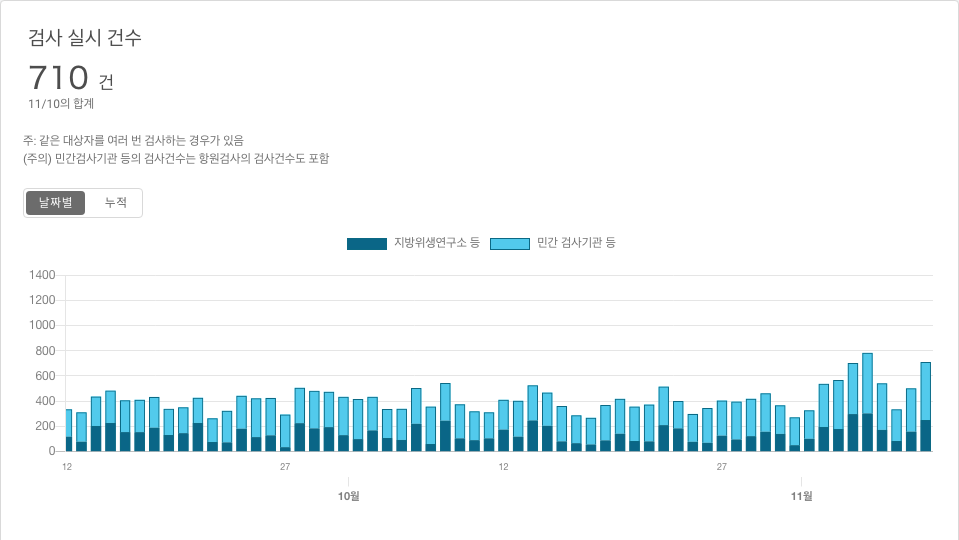 검사 실시 건수
710 건
11/10의 합계
주: 같은 대상자를 여러 번 검사하는 경우가 있음
(주의) 민간검사기관 등의 검사건수는 항원검사의 검사건수도 포함
날짜별 누적
지방위생연구소 등 민간 검사기관 등
1400
1200
1000
800
600
400
200
0
12 27 12 27
10월 11월